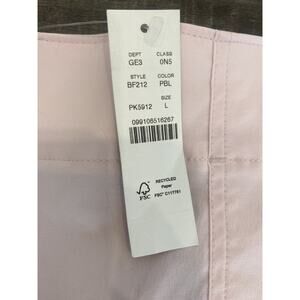 DEPT CLASS
GE3 0N5
STYLE COLOR
BF212 PBL
SIZE
PK5912 L
099106516267
RECYCLED
Paper
FSC FSC® C117761